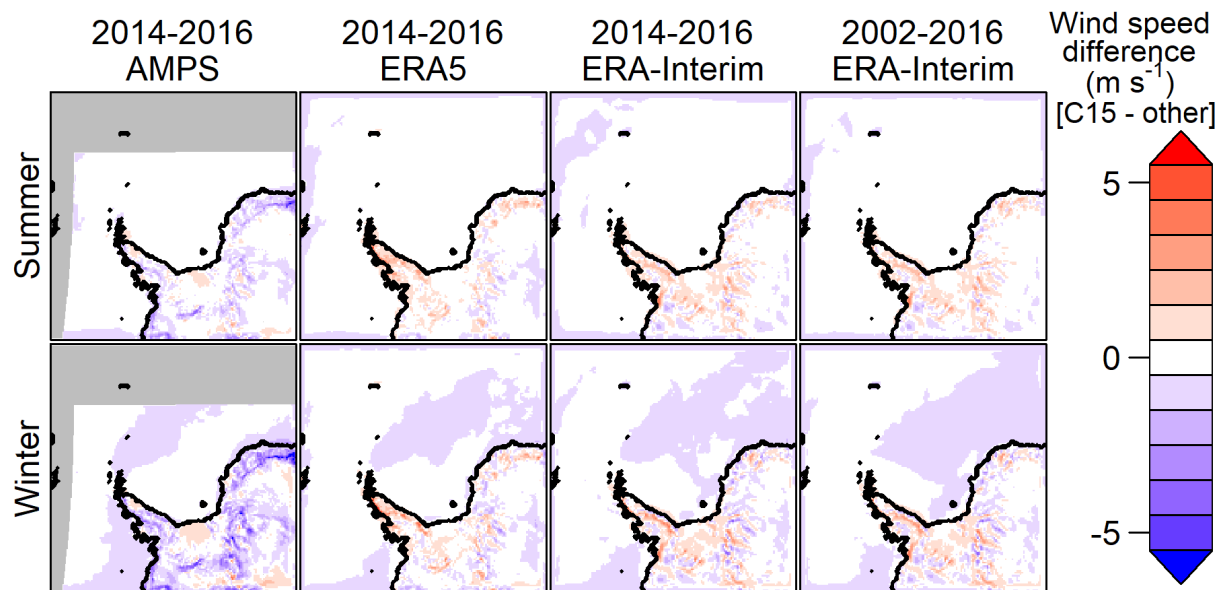 2014-2016
AMPS
2014-2016
ERA5
2014-2016
ERA-Interim
2002-2016
ERA-Interim
Wind speed
difference
(m s⁻¹)
[C15 - other]
Summer
Winter
5
0
-5